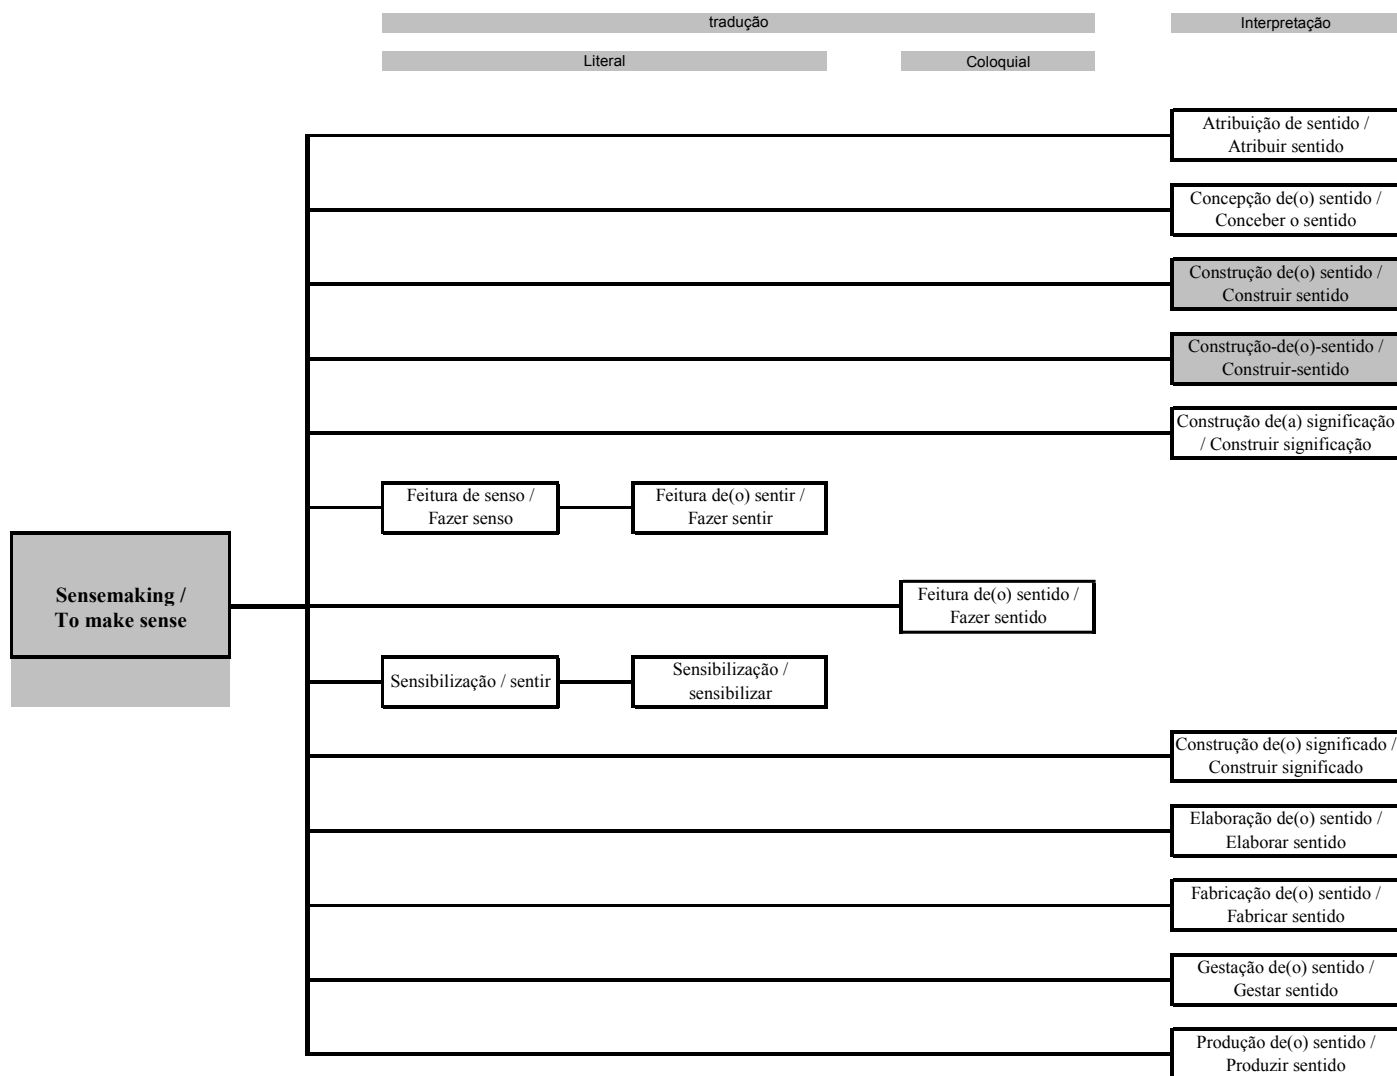 tradução
Interpretação
Literal
Coloquial
Atribuição de sentido /
Atribuir sentido
Concepção de(o) sentido /
Conceber o sentido
Construção de(o) sentido /
Construir sentido
Construção-de(o)-sentido /
Construir-sentido
Construção de(a) significação
/ Construir significação
Feitura de senso /
Fazer senso
Feitura de(o) sentir /
Fazer sentir
Sensemaking /
To make sense
Feitura de(o) sentido /
Fazer sentido
Sensibilização / sentir
Sensibilização /
sensibilizar
Construção de(o) significado /
Construir significado
Elaboração de(o) sentido /
Elaborar sentido
Fabricação de(o) sentido /
Fabricar sentido
Gestação de(o) sentido /
Gestar sentido
Produção de(o) sentido /
Produzir sentido